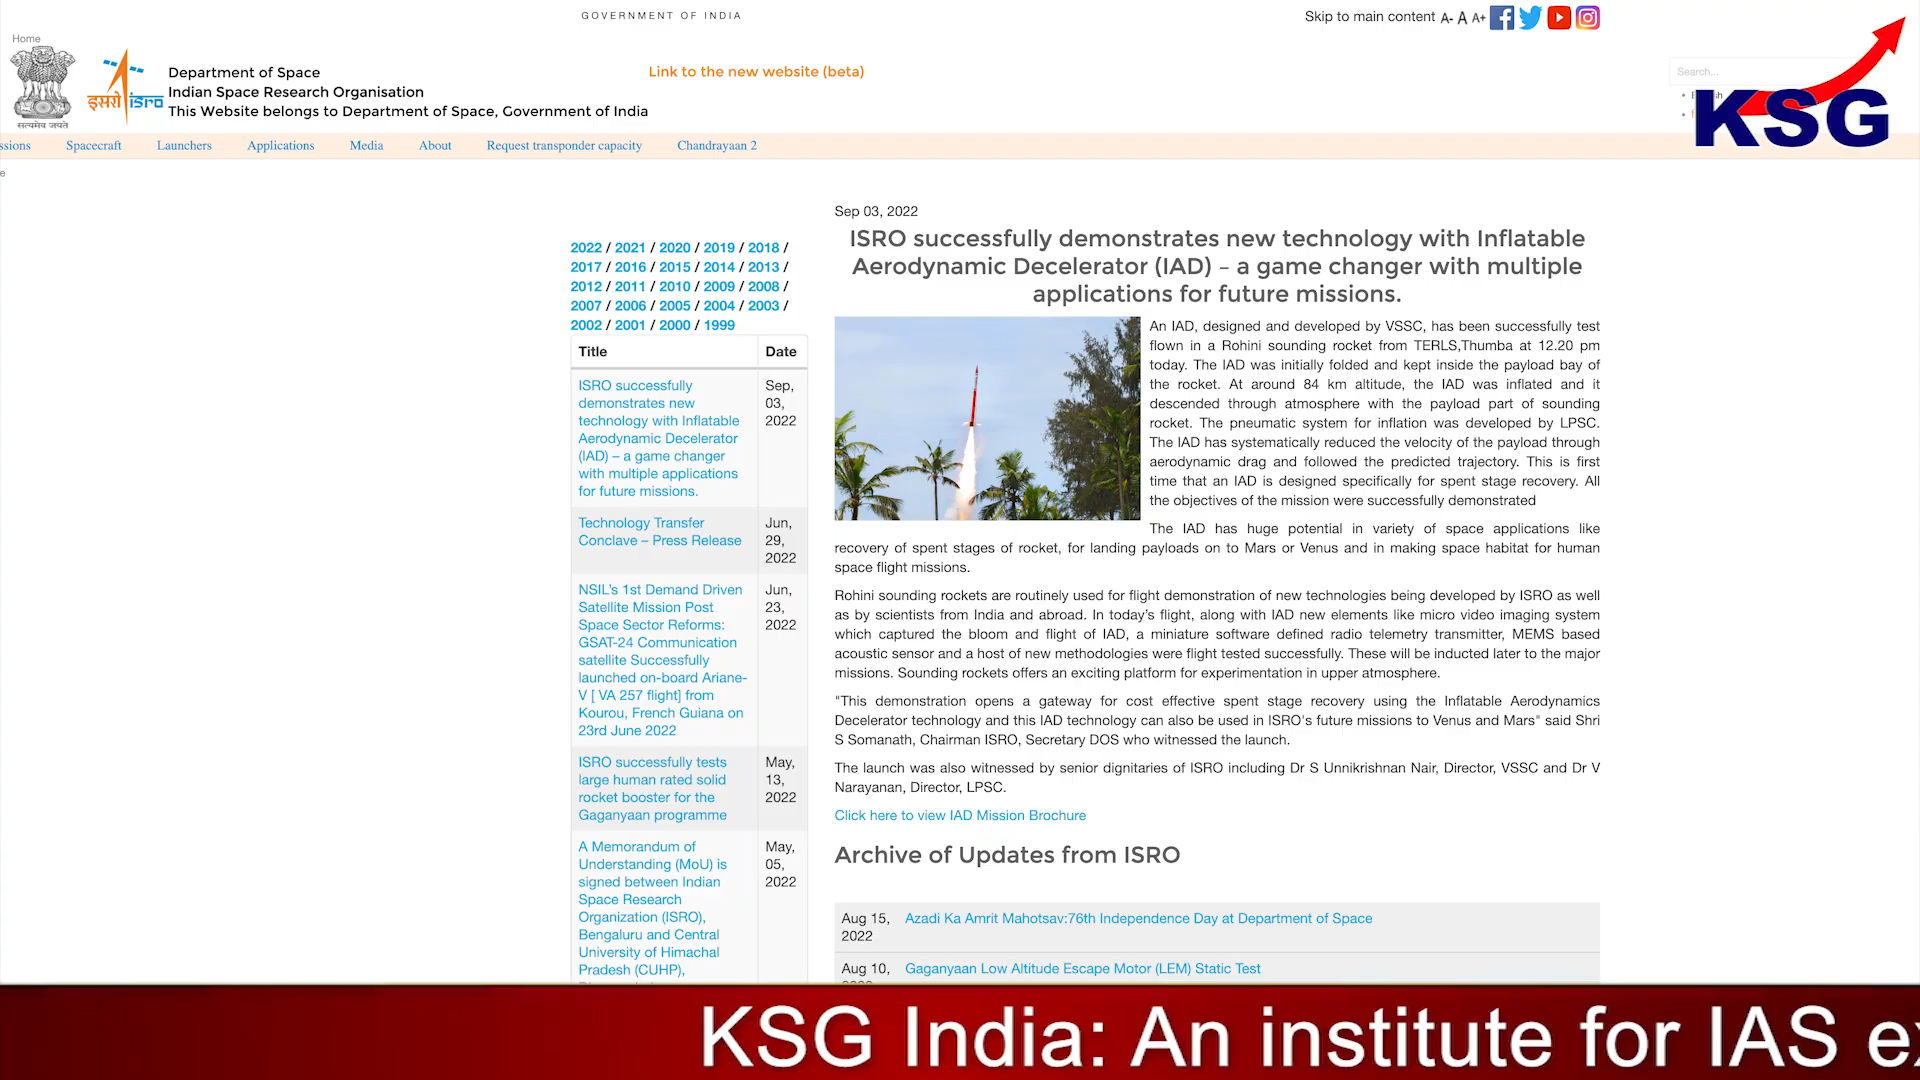 GOVERNMENT OF INDIA
Skip to main content A- A A+
Home
Search...
सत्यमेव जयते
इसरो isro
Department of Space
Indian Space Research Organisation
This Website belongs to Department of Space, Government of India
Link to the new website (beta)
KSG
ssions Spacecraft Launchers Applications Media About Request transponder capacity Chandrayaan 2
e
2022 / 2021 / 2020 / 2019 / 2018 /
2017 / 2016 / 2015 / 2014 / 2013 /
2012 / 2011 / 2010 / 2009 / 2008 /
2007 / 2006 / 2005 / 2004 / 2003 /
2002 / 2001 / 2000 / 1999
Title Date
ISRO successfully Sep,
demonstrates new 03,
technology with Inflatable 2022
Aerodynamic Decelerator
(IAD) – a game changer
with multiple applications
for future missions.
Technology Transfer Jun,
Conclave – Press Release 29,
2022
NSIL's 1st Demand Driven Jun,
Satellite Mission Post 23,
Space Sector Reforms: 2022
GSAT-24 Communication
satellite Successfully
launched on-board Ariane-
V [ VA 257 flight] from
Kourou, French Guiana on
23rd June 2022
ISRO successfully tests May,
large human rated solid 13,
rocket booster for the 2022
Gaganyaan programme
A Memorandum of May,
Understanding (MoU) is 05,
signed between Indian 2022
Space Research
Organization (ISRO),
Bengaluru and Central
University of Himachal
Pradesh (CUHP),
Sep 03, 2022
ISRO successfully demonstrates new technology with Inflatable
Aerodynamic Decelerator (IAD) – a game changer with multiple
applications for future missions.
An IAD, designed and developed by VSSC, has been successfully test
flown in a Rohini sounding rocket from TERLS,Thumba at 12.20 pm
today. The IAD was initially folded and kept inside the payload bay of
the rocket. At around 84 km altitude, the IAD was inflated and it
descended through atmosphere with the payload part of sounding
rocket. The pneumatic system for inflation was developed by LPSC.
The IAD has systematically reduced the velocity of the payload through
aerodynamic drag and followed the predicted trajectory. This is first
time that an IAD is designed specifically for spent stage recovery. All
the objectives of the mission were successfully demonstrated
The IAD has huge potential in variety of space applications like
recovery of spent stages of rocket, for landing payloads on to Mars or Venus and in making space habitat for human
space flight missions.
Rohini sounding rockets are routinely used for flight demonstration of new technologies being developed by ISRO as well
as by scientists from India and abroad. In today's flight, along with IAD new elements like micro video imaging system
which captured the bloom and flight of IAD, a miniature software defined radio telemetry transmitter, MEMS based
acoustic sensor and a host of new methodologies were flight tested successfully. These will be inducted later to the major
missions. Sounding rockets offers an exciting platform for experimentation in upper atmosphere.
"This demonstration opens a gateway for cost effective spent stage recovery using the Inflatable Aerodynamics
Decelerator technology and this IAD technology can also be used in ISRO's future missions to Venus and Mars" said Shri
S Somanath, Chairman ISRO, Secretary DOS who witnessed the launch.
The launch was also witnessed by senior dignitaries of ISRO including Dr S Unnikrishnan Nair, Director, VSSC and Dr V
Narayanan, Director, LPSC.
Click here to view IAD Mission Brochure
Archive of Updates from ISRO
Aug 15, Azadi Ka Amrit Mahotsav:76th Independence Day at Department of Space
2022
Aug 10, Gaganyaan Low Altitude Escape Motor (LEM) Static Test
KSG India: An institute for IAS ex